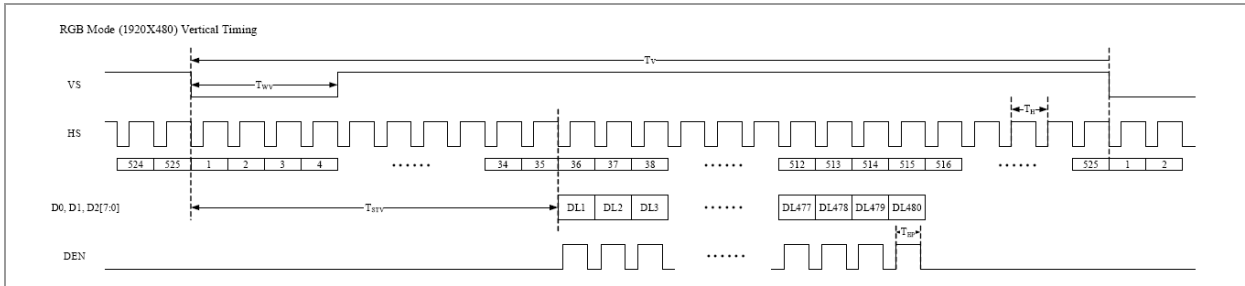 RGB Mode (1920X480) Vertical Timing
TV
VS
TWV
TH
HS
524 525 1 2 3 4 ······ 34 35 36 37 38 ······ 512 513 514 515 516 ······ 525 1 2
D0, D1, D2[7:0]
TSTV
DL1 DL2 DL3 ······ DL477 DL478 DL479 DL480
THP
DEN
······